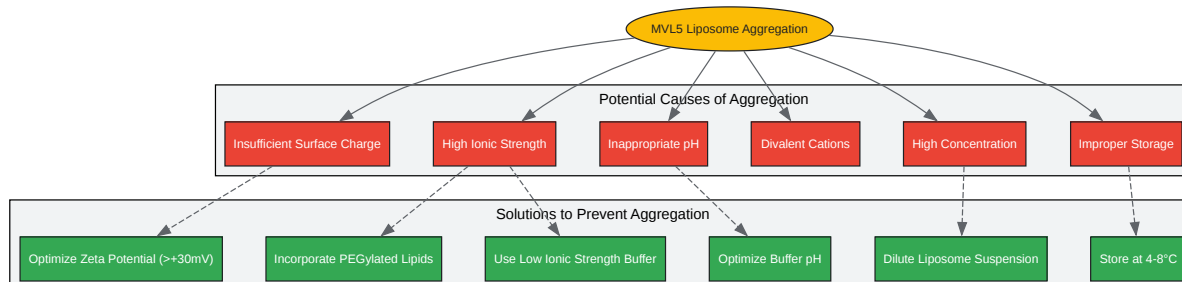 MVL5 Liposome Aggregation
Potential Causes of Aggregation
Insufficient Surface Charge
High Ionic Strength
Inappropriate pH
Divalent Cations
High Concentration
Improper Storage
Solutions to Prevent Aggregation
Optimize Zeta Potential (>+30mV)
Incorporate PEGylated Lipids
Use Low Ionic Strength Buffer
Optimize Buffer pH
Dilute Liposome Suspension
Store at 4-8°C